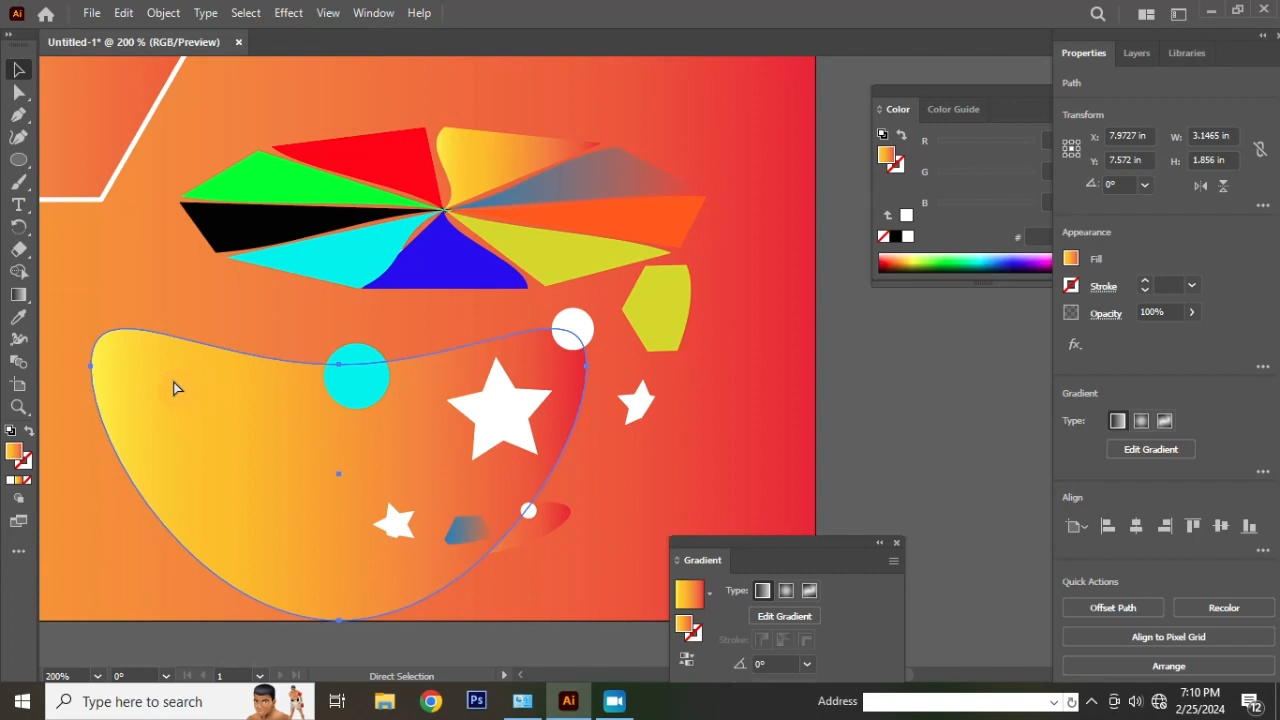 File Edit Object Type Select Effect View Window Help
Untitled-1* @ 200 % (RGB/Preview)
Properties Layers Libraries
Path
Color Color Guide
Transform
X: 7.9727 in W: 3.1465 in
Y: 7.572 in H: 1.856 in
0°
R
G
B
#
Appearance
Fill
Stroke
Opacity 100%
fx.
Gradient
Type:
Edit Gradient
Align
Gradient
Type:
Edit Gradient
Stroke:
0°
Quick Actions
Offset Path Recolor
Align to Pixel Grid
Arrange
200% 0° 1 Direct Selection
Type here to search
Ps
Ai
Address
7:10 PM
2/25/2024
12